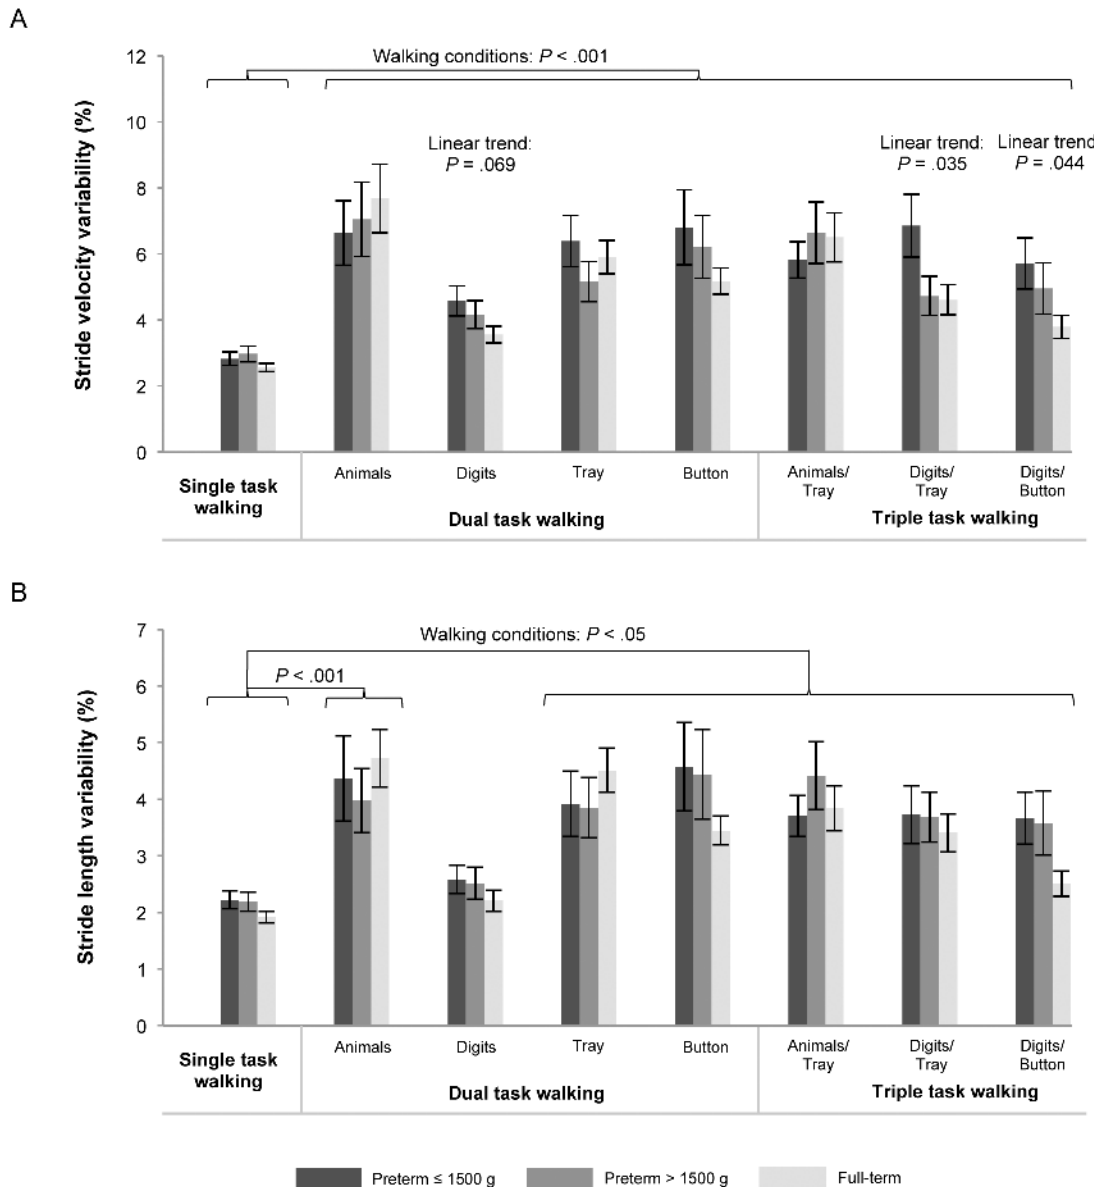 A
Walking conditions: P < .001
Stride velocity variability (%)
12
10
8
6
4
2
0
Linear trend:
P = .069
Linear trend:
P = .035
Linear trend
P = .044
Single task
walking
Animals
Digits
Tray
Button
Dual task walking
Animals/
Tray
Digits/
Tray
Digits/
Button
Triple task walking
B
Walking conditions: P < .05
P < .001
Stride length variability (%)
7
6
5
4
3
2
1
0
Single task
walking
Animals
Digits
Tray
Button
Dual task walking
Animals/
Tray
Digits/
Tray
Digits/
Button
Triple task walking
Preterm ≤ 1500 g
Preterm > 1500 g
Full-term